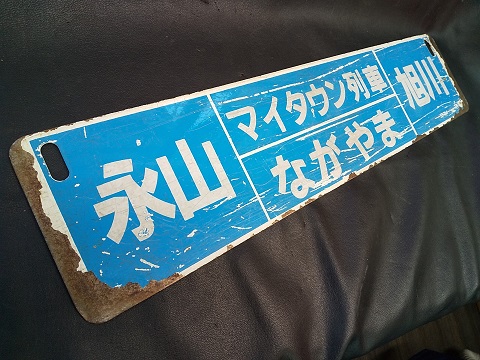 永山
マイタウン列車
ながやま
旭川